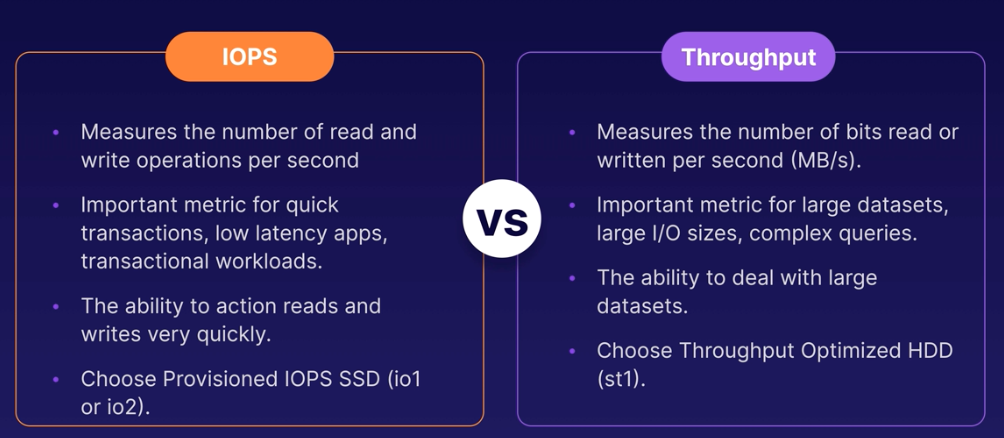 IOPS
• Measures the number of read and
write operations per second
• Important metric for quick
transactions, low latency apps,
transactional workloads.
• The ability to action reads and
writes very quickly.
• Choose Provisioned IOPS SSD (io1
or io2).
VS
Throughput
• Measures the number of bits read or
written per second (MB/s).
• Important metric for large datasets,
large I/O sizes, complex queries.
• The ability to deal with large
datasets.
• Choose Throughput Optimized HDD
(st1).